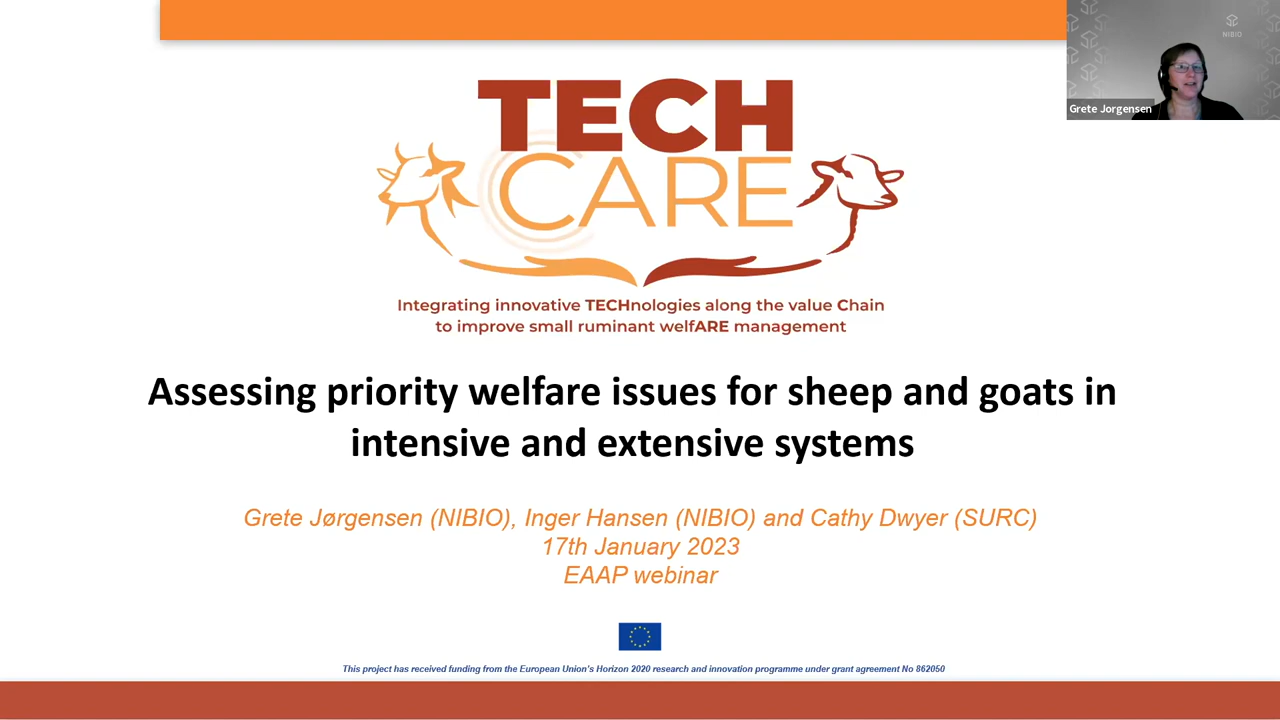 NIBIO
Grete Jorgensen
TECH
CARE
Integrating innovative TECHnologies along the value Chain
to improve small ruminant welfARE management
Assessing priority welfare issues for sheep and goats in
intensive and extensive systems
Grete Jørgensen (NIBIO), Inger Hansen (NIBIO) and Cathy Dwyer (SURC)
17th January 2023
EAAP webinar
This project has received funding from the European Union's Horizon 2020 research and innovation programme under grant agreement No 862050